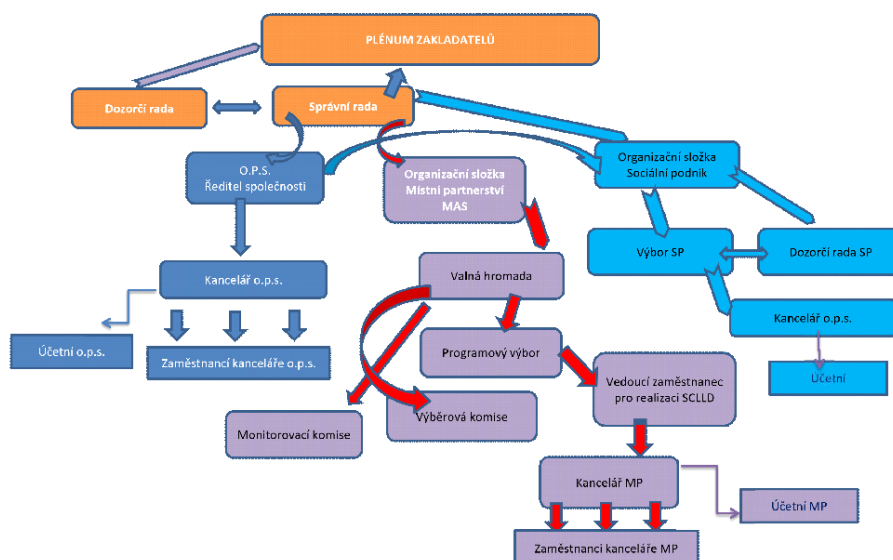 PLÉNUM ZAKLADATELŮ
Dozorčí rada
Správní rada
O.P.S.
Ředitel společnosti
Organizační složka
Místní partnerství
MAS
Organizační složka
Sociální podnik
Výbor SP
Dozorčí rada SP
Kancelář o.p.s.
Valná hromada
Kancelář o.p.s.
Účetní o.p.s.
Zaměstnanci kanceláře o.p.s.
Programový výbor
Účetní
Vedoucí zaměstnanec
pro realizaci SCLLD
Monitorovací komise
Výběrová komise
Kancelář MP
Účetní MP
Zaměstnanci kanceláře MP